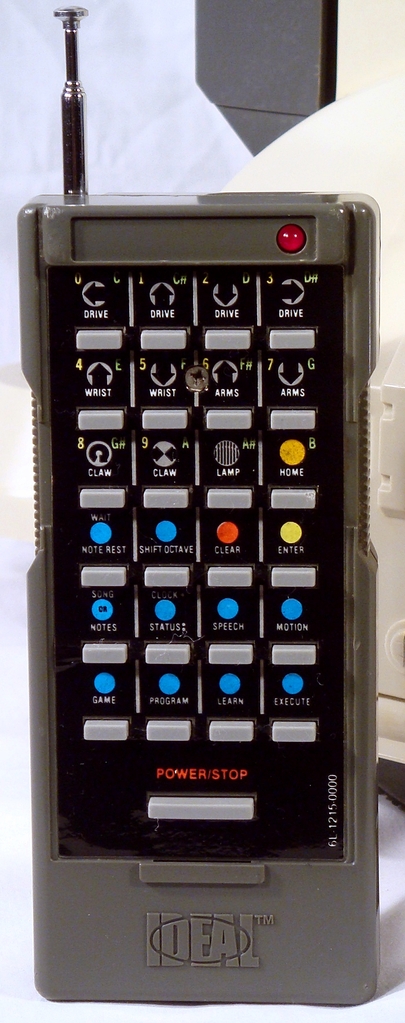 0 C 1 C# 2 D 3 D#
DRIVE DRIVE DRIVE DRIVE
4 E 5 F 6 F# 7 G
WRIST WRIST ARMS ARMS
8 G# 9 A A# B
CLAW CLAW LAMP HOME
WAIT
NOTE REST SHIFT OCTAVE CLEAR ENTER
SONG CLOCK
OR
NOTES STATUS SPEECH MOTION
GAME PROGRAM LEARN EXECUTE
POWER/STOP
6L-1215-0000
IDEAL™